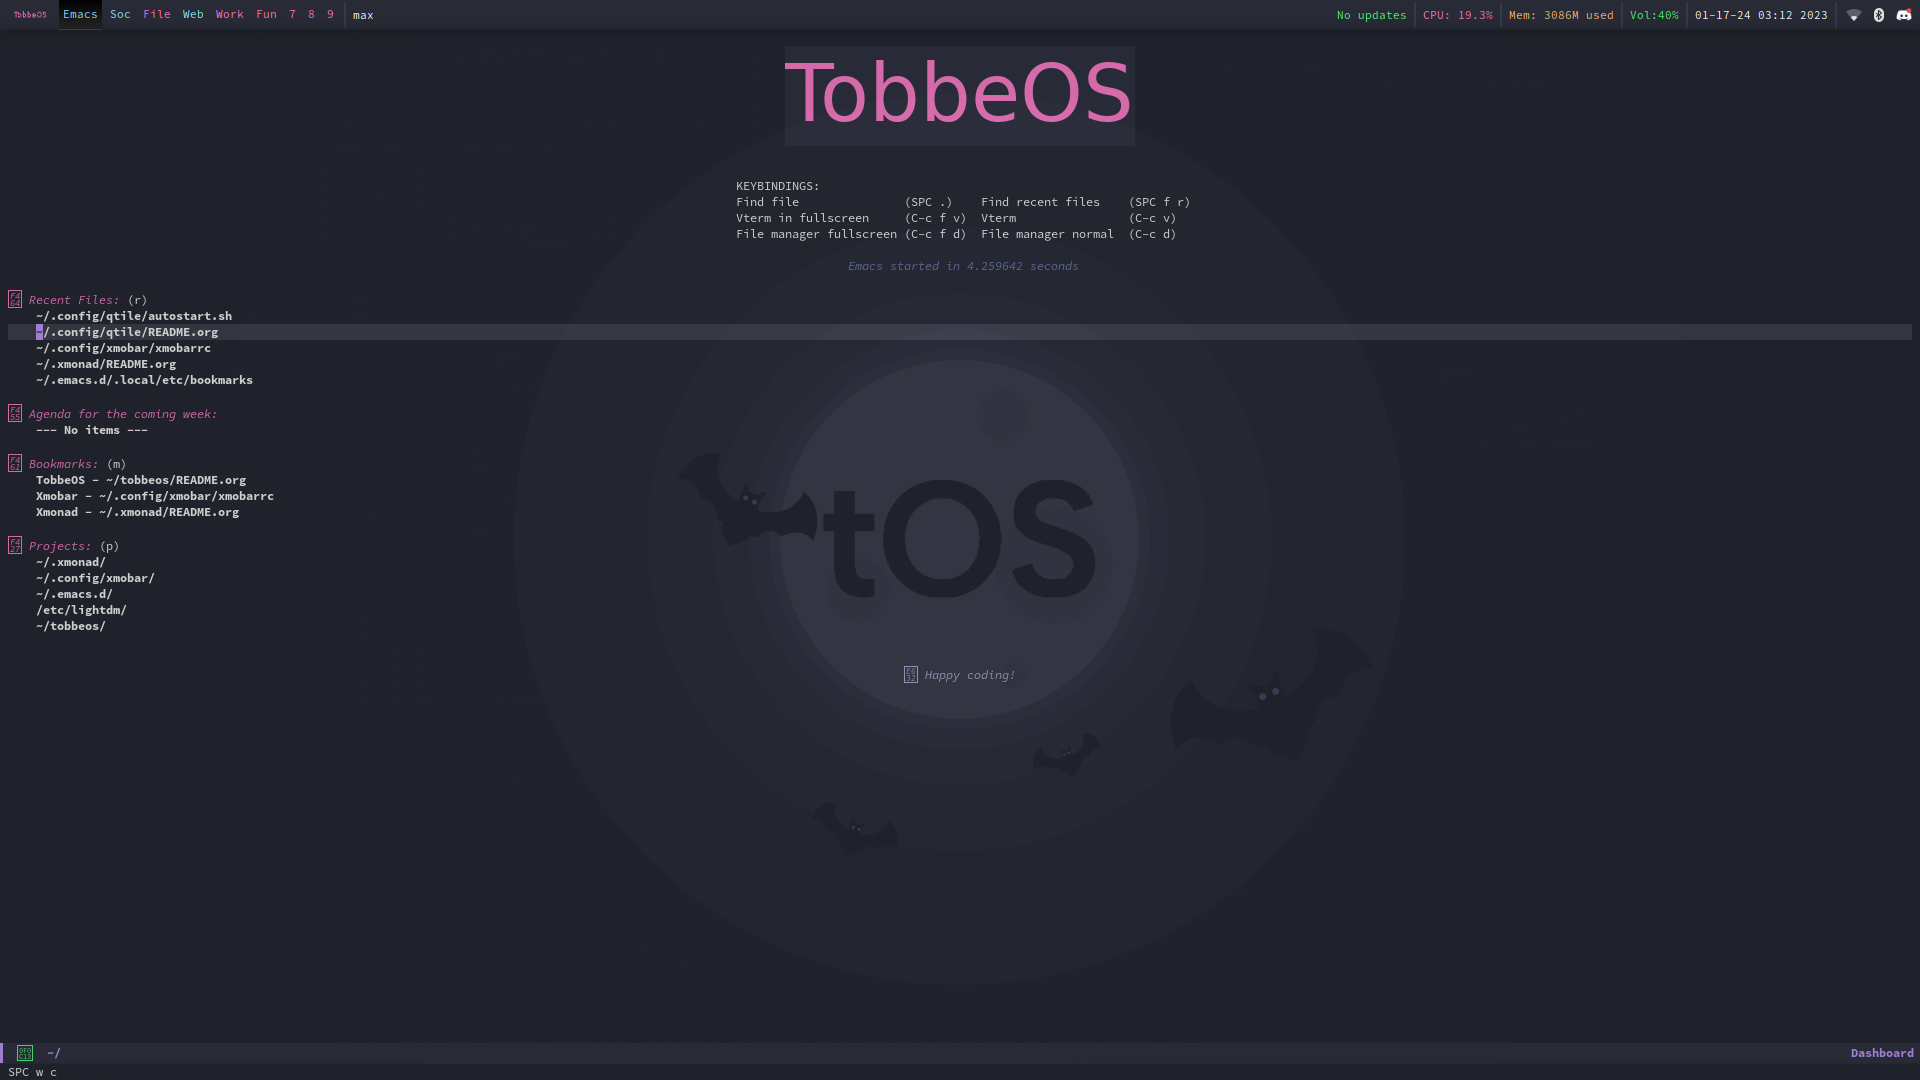 TobbeOS Emacs Soc File Web Work Fun 7 8 9 max No updates CPU: 19.3% Mem: 3086M used Vol:40% 01-17-24 03:12 2023
TobbeOS
KEYBINDINGS:
Find file (SPC .) Find recent files (SPC f r)
Vterm in fullscreen (C-c f v) Vterm (C-c v)
File manager fullscreen (C-c f d) File manager normal (C-c d)
Emacs started in 4.259642 seconds
Recent Files: (r)
~/.config/qtile/autostart.sh
~/.config/qtile/README.org
~/.config/xmobar/xmobarrc
~/.xmonad/README.org
~/.emacs.d/.local/etc/bookmarks
Agenda for the coming week:
--- No items ---
Bookmarks: (m)
TobbeOS - ~/tobbeos/README.org
Xmobar - ~/.config/xmobar/xmobarrc
Xmonad - ~/.xmonad/README.org
tOS
Projects: (p)
~/.xmonad/
~/.config/xmobar/
~/.emacs.d/
/etc/lightdm/
~/tobbeos/
Happy coding!
~/ Dashboard
SPC w c